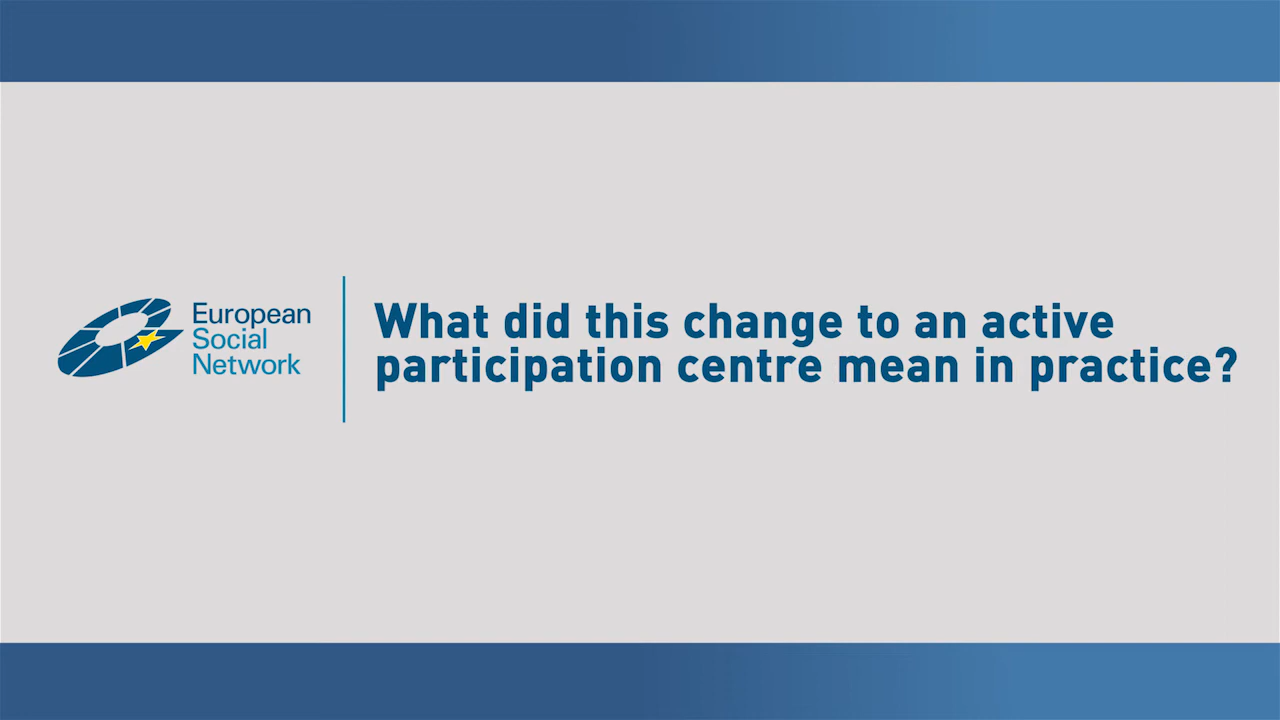 European
Social
Network
What did this change to an active
participation centre mean in practice?